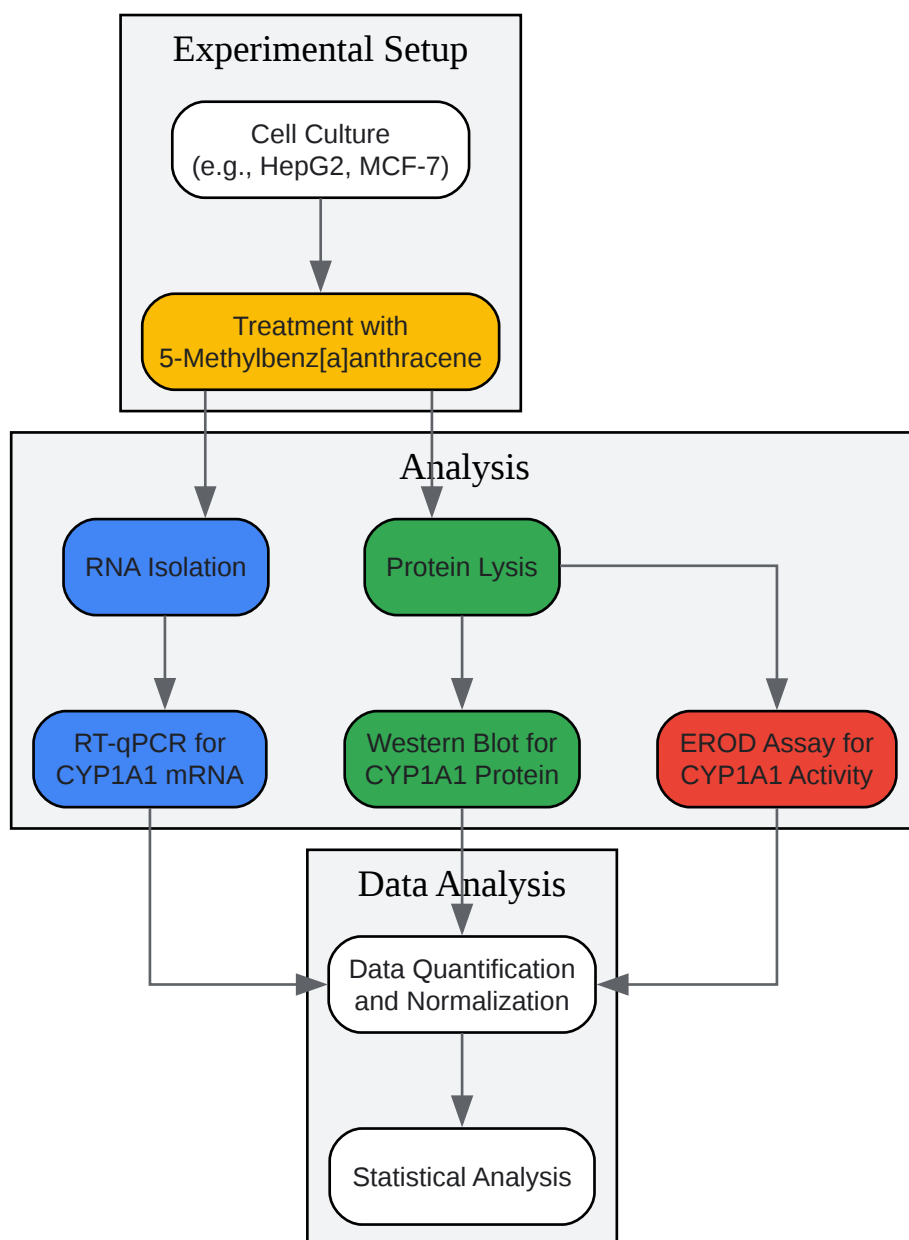 Experimental Setup
Cell Culture
(e.g., HepG2, MCF-7)
Treatment with
5-Methylbenz[a]anthracene
Analysis
RNA Isolation
Protein Lysis
RT-qPCR for
CYP1A1 mRNA
Western Blot for
CYP1A1 Protein
EROD Assay for
CYP1A1 Activity
Data Analysis
Data Quantification
and Normalization
Statistical Analysis